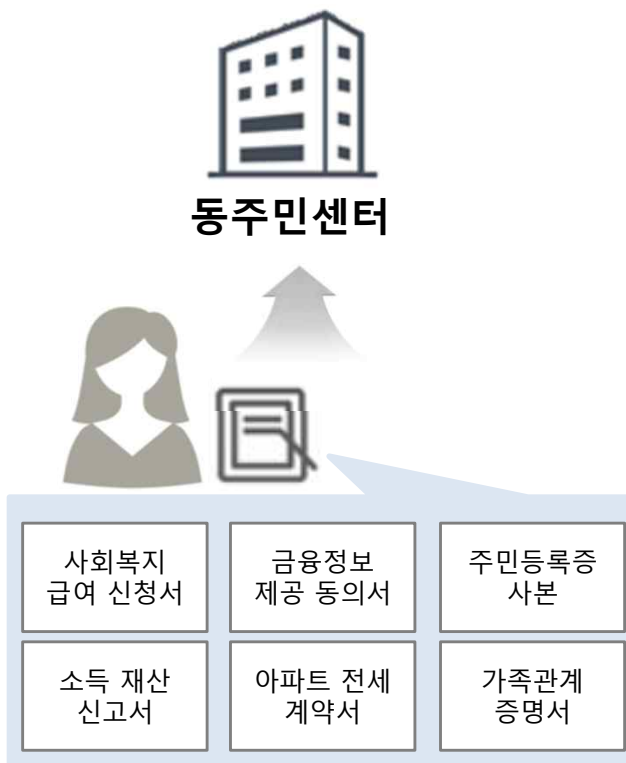 동주민센터
사회복지
급여 신청서
금융정보
제공 동의서
주민등록증
사본
소득 재산
신고서
아파트 전세
계약서
가족관계
증명서